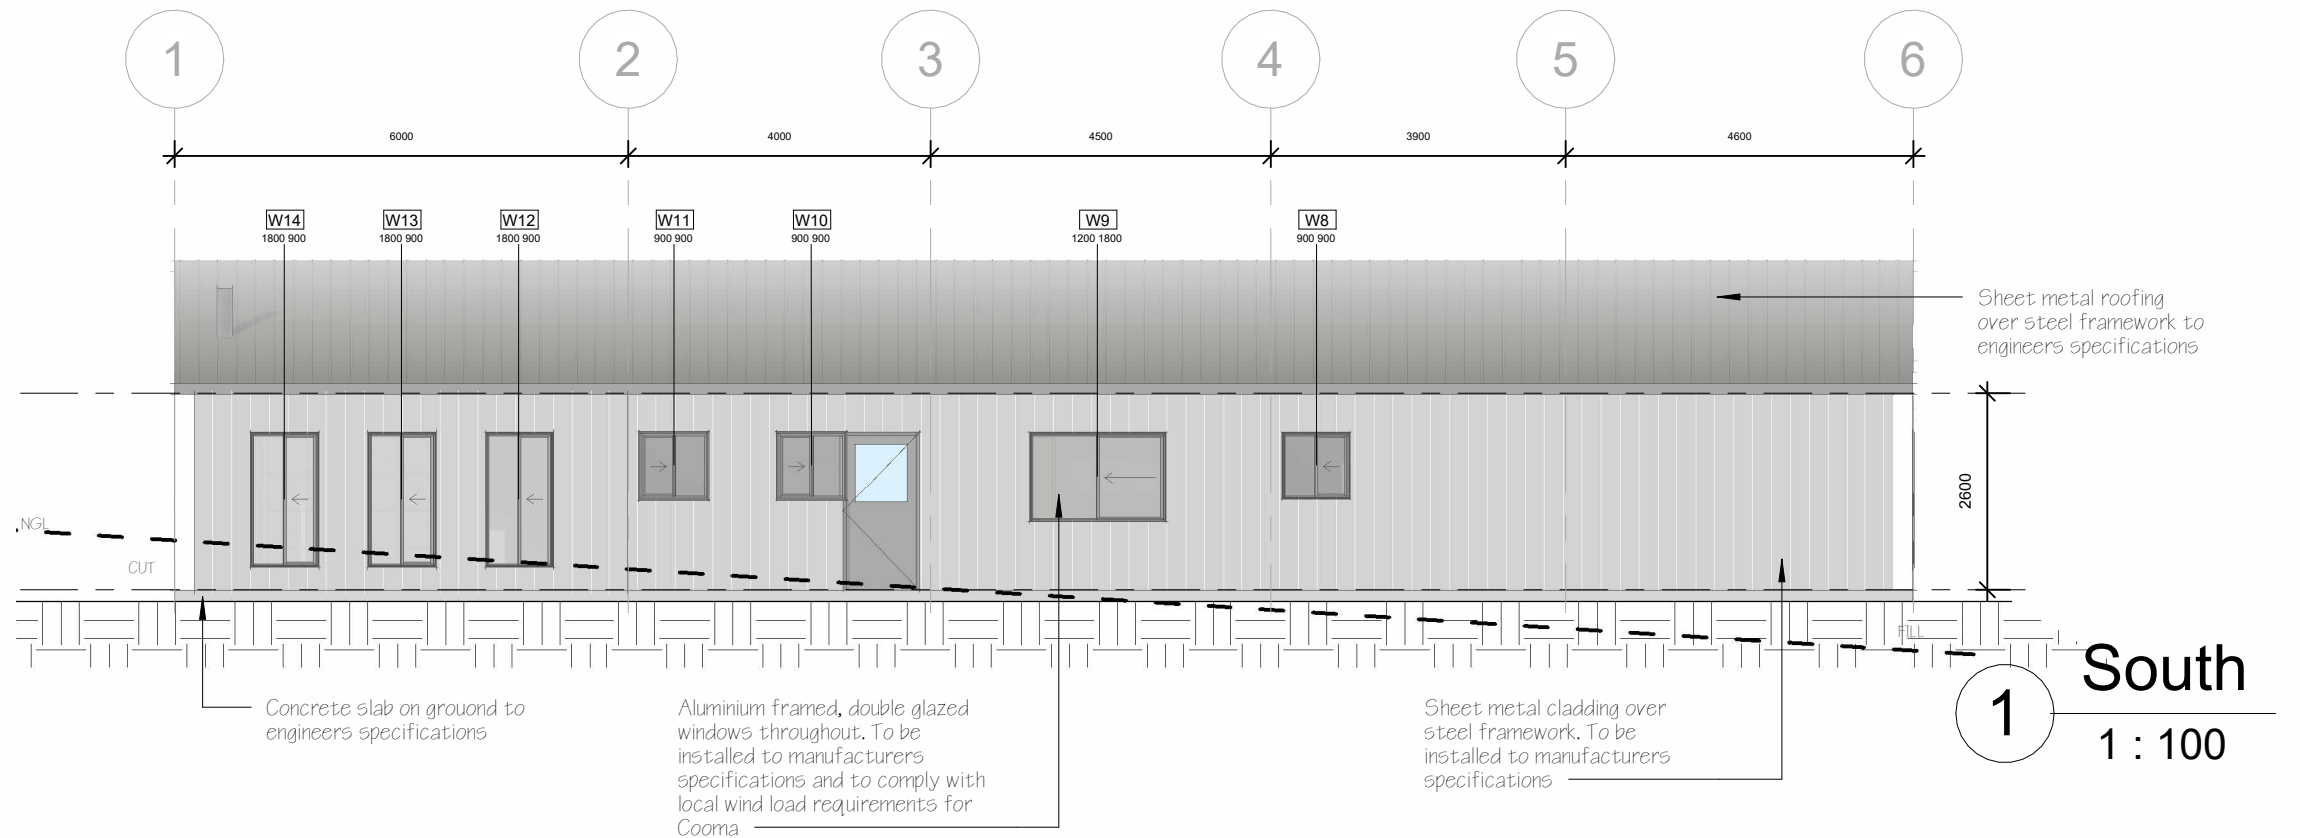 1 2 3 4 5 6
6000 4000 4500 3900 4600
W14 W13 W12 W11 W10 W9 W8
1800 900 1800 900 1800 900 900 900 900 900 1200 1800 900 900
Sheet metal roofing
over steel framework to
engineers specifications
2600
NGL
CUT
FILL
Concrete slab on grouond to
engineers specifications
Aluminium framed, double glazed
windows throughout. To be
installed to manufacturers
specifications and to comply with
local wind load requirements for
Cooma
Sheet metal cladding over
steel framework. To be
installed to manufacturers
specifications
1
South
1 : 100